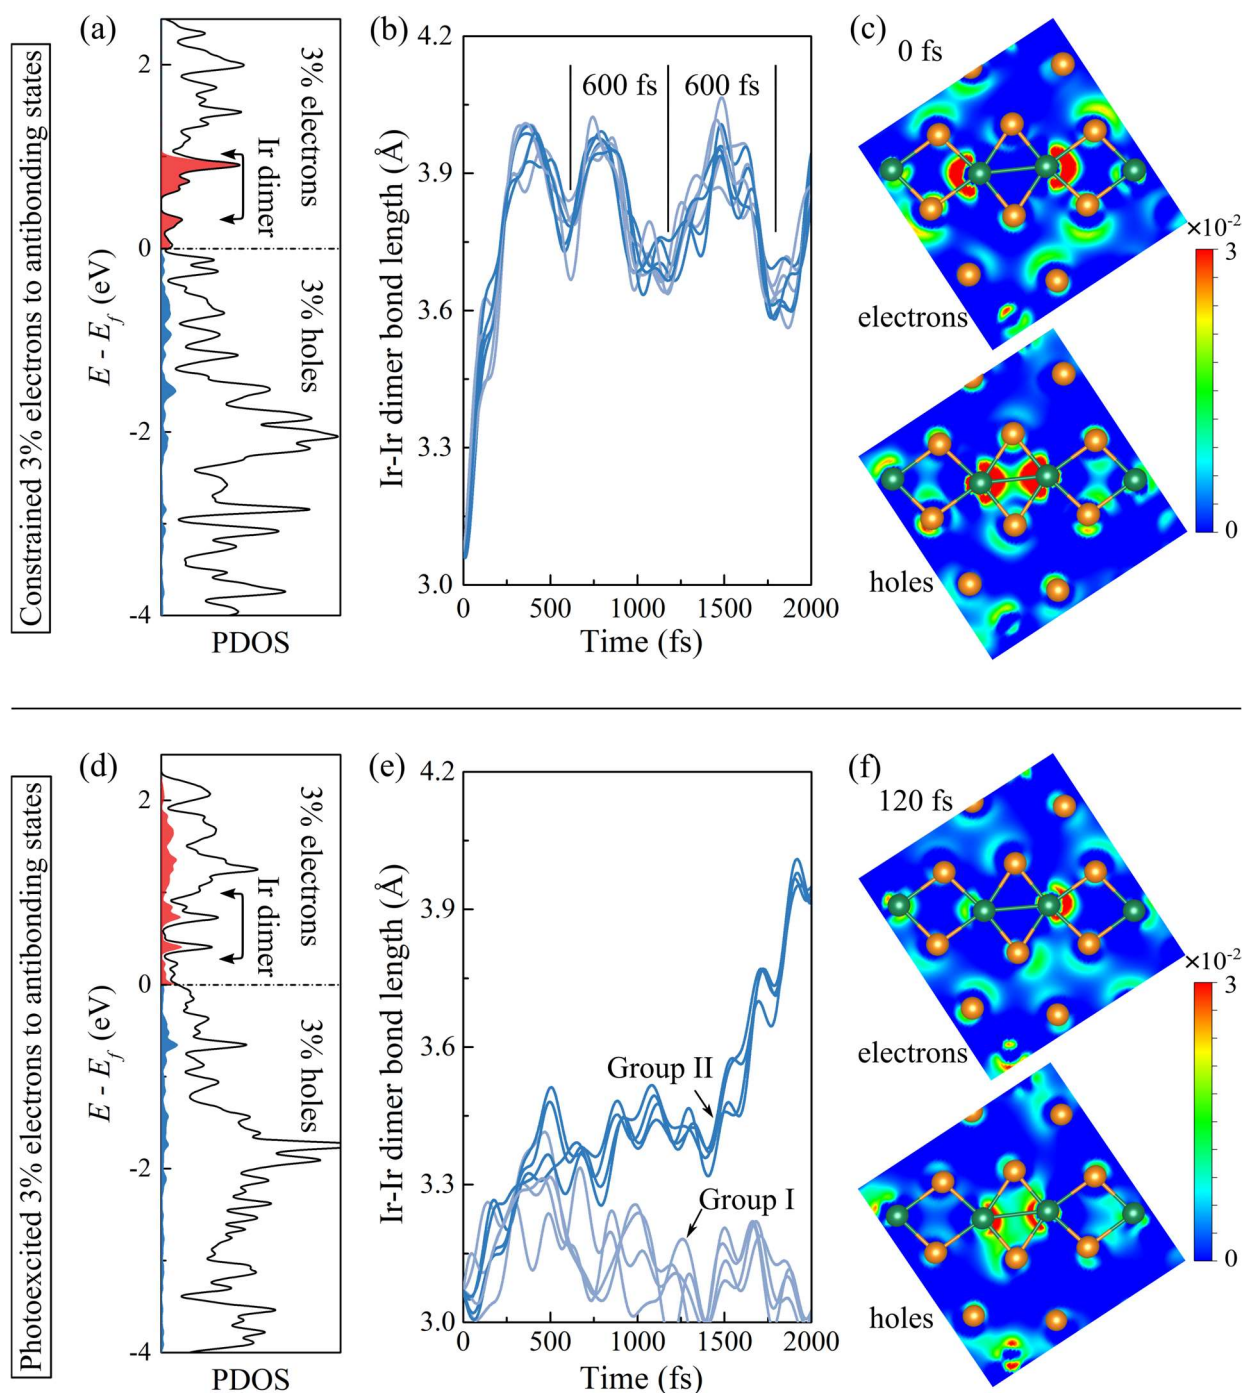 Constrained 3% electrons to antibonding states
(a)
2
0
-2
-4
E - E_f (eV)
3% electrons
Ir dimer
3% holes
PDOS
(b)
4.2
3.9
3.6
3.3
3.0
Ir-Ir dimer bond length (Å)
600 fs
600 fs
0 500 1000 1500 2000
Time (fs)
(c)
0 fs
electrons
holes
×10⁻²
3
0
Photoexcited 3% electrons to antibonding states
(d)
2
0
-2
-4
E - E_f (eV)
3% electrons
Ir dimer
3% holes
PDOS
(e)
4.2
3.9
3.6
3.3
3.0
Ir-Ir dimer bond length (Å)
Group II
Group I
0 500 1000 1500 2000
Time (fs)
(f)
120 fs
electrons
holes
×10⁻²
3
0